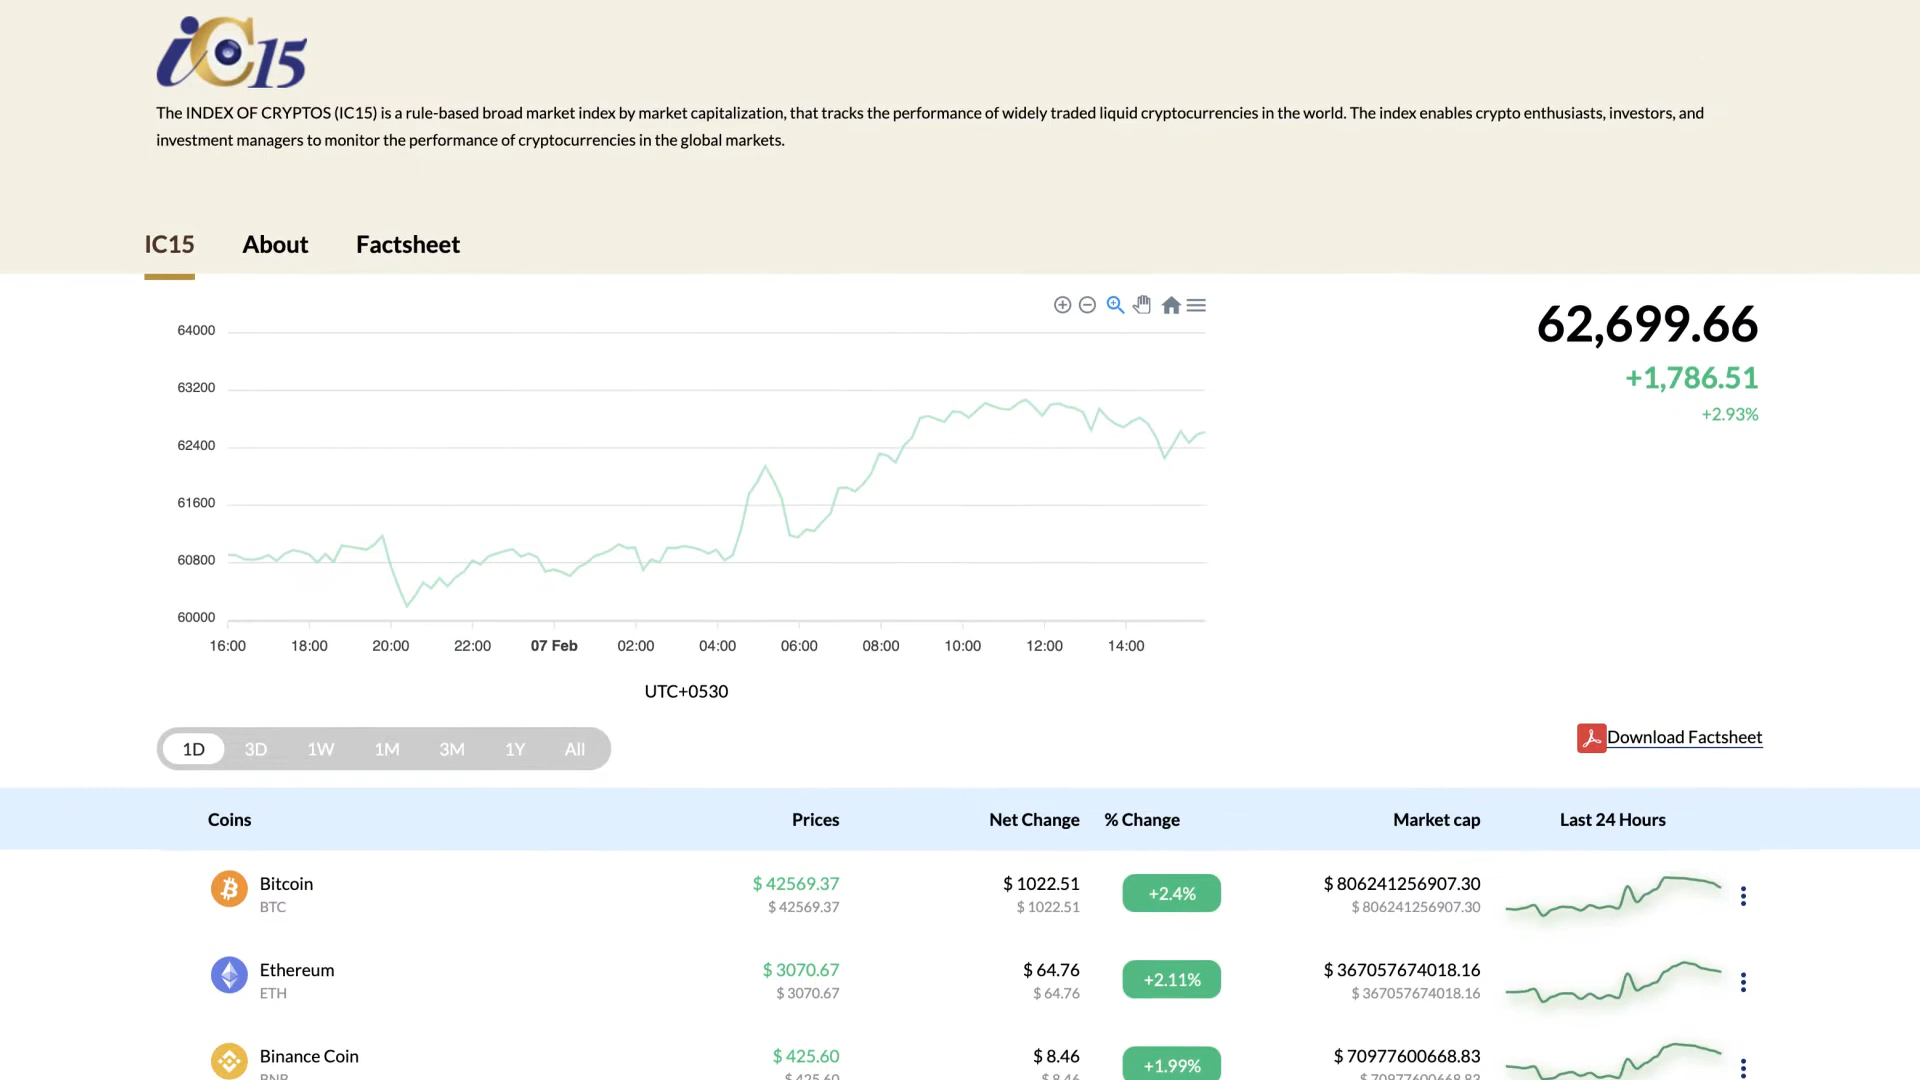 iC15
The INDEX OF CRYPTOS (IC15) is a rule-based broad market index by market capitalization, that tracks the performance of widely traded liquid cryptocurrencies in the world. The index enables crypto enthusiasts, investors, and
investment managers to monitor the performance of cryptocurrencies in the global markets.
IC15 About Factsheet
62,699.66
+1,786.51
+2.93%
64000
63200
62400
61600
60800
60000
16:00 18:00 20:00 22:00 07 Feb 02:00 04:00 06:00 08:00 10:00 12:00 14:00
UTC+0530
1D 3D 1W 1M 3M 1Y All
Download Factsheet
Coins Prices Net Change % Change Market cap Last 24 Hours
Bitcoin $ 42569.37 $ 1022.51 +2.4% $ 806241256907.30
BTC $ 42569.37 $ 1022.51 $ 806241256907.30
Ethereum $ 3070.67 $ 64.76 +2.11% $ 367057674018.16
ETH $ 3070.67 $ 64.76 $ 367057674018.16
Binance Coin $ 425.60 $ 8.46 +1.99% $ 70977600668.83
BNB $ 425.60 $ 8.46 $ 70977600668.83